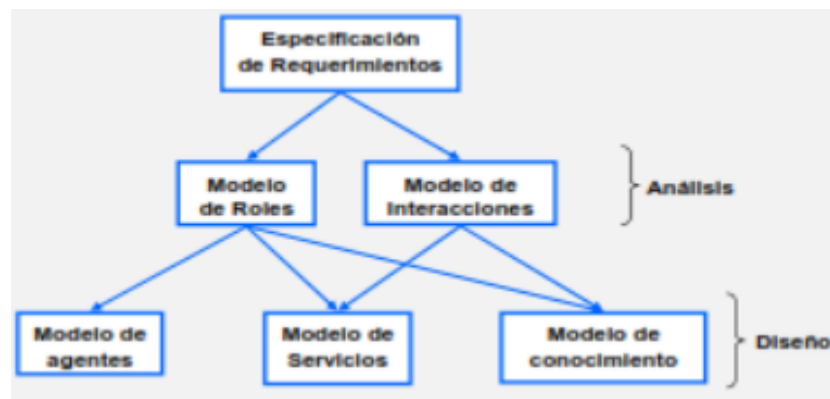 Especificación
de Requerimientos
Modelo
de Roles
Modelo de
Interacciones
Análisis
Modelo de
agentes
Modelo de
Servicios
Modelo de
conocimiento
Diseño